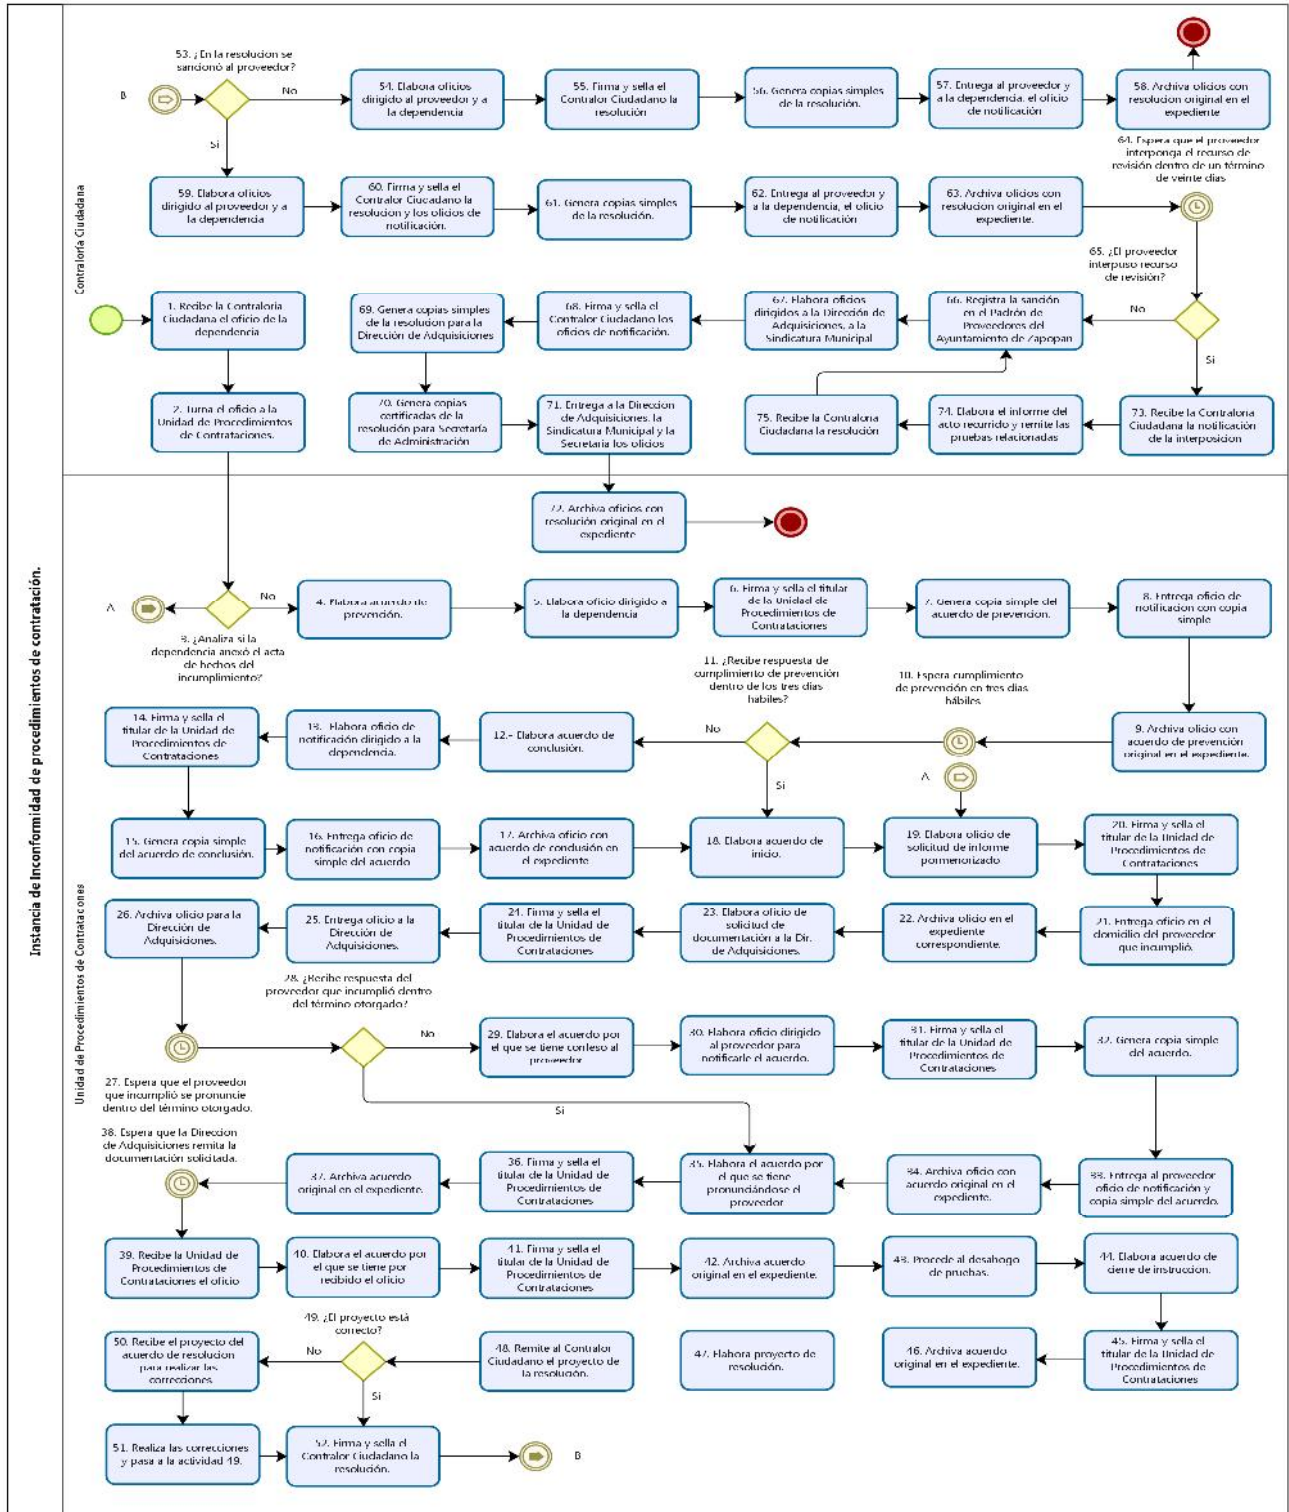 Instancia de Inconformidad de procedimientos de contratación.
Contraloría Ciudadana
53. ¿En la resolucion se
sancionó al proveedor?
B
No
Si
54. Elabora oficios
dirigido al proveedor y a
la dependencia
55. Firma y sella el
Contralor Ciudadano la
resolución
56. Genera copias simples
de la resolución.
57. Entrega al proveedor y
a la dependencia, el oficio
de notificación
58. Archiva oficios con
resolucion original en el
expediente
59. Elabora oficios
dirigido al proveedor y a
la dependencia
60. Firma y sella el
Contralor Ciudadano la
resolucion y los oficios de
notificación.
61. Genera copias simples
de la resolución.
62. Entrega al proveedor y
a la dependencia, el oficio
de notificación
63. Archiva oficios con
resolucion original en el
expediente.
64. Espera que el proveedor
interponga el recurso de
revisión dentro de un término
de veinte dias
65. ¿El proveedor
interpuso recurso
de revisión?
No
Si
1. Recibe la Contraloria
Ciudadana el oficio de la
dependencia
69. Genera copias simples
de la resolucion para la
Dirección de Adquisiciones
68. Firma y sella el
Contralor Ciudadano los
oficios de notificación.
67. Elabora oficios
dirigidos a la Dirección de
Adquisiciones, a la
Sindicatura Municipal
66. Registra la sanción
en el Padrón de
Proveedores del
Ayuntamiento de Zapopan
2. Turna el oficio a la
Unidad de Procedimientos
de Contrataciones.
70. Genera copias
certificadas de la
resolución para Secretaría
de Administración
71. Entrega a la Direccion
de Adquisiciones, la
Sindicatura Municipal y la
Secretaria los oficios
75. Recibe la Contraloria
Ciudadana la resolución
74. Elabora el informe del
acto recurrido y remite las
pruebas relacionadas
73. Recibe la Contraloria
Ciudadana la notificación
de la interposicion
72. Archiva oficios con
resolución original en el
expediente
Unidad de Procedimientos de Contrataciones
A
No
3. ¿Analiza si la
dependencia anexó el acta
de hechos del
incumplimiento?
4. Elabora acuerdo de
prevención.
5. Elabora oficio dirigido a
la dependencia
6. Firma y sella el titular
de la Unidad de
Procedimientos de
Contrataciones
7. Genera copia simple del
acuerdo de prevención.
8. Entrega oficio de
notificacion con copia
simple
11. ¿Recibe respuesta de
cumplimiento de prevención
dentro de los tres días
habiles?
10. Espera cumplimiento
de prevención en tres dias
hábiles
14. Firma y sella el
titular de la Unidad de
Procedimientos de
Contrataciones
13. Elabora oficio de
notificación dirigido a la
dependencia.
12.- Elabora acuerdo de
conclusión.
No
Si
A
9. Archiva oficio con
acuerdo de prevención
original en el expediente.
15. Genera copia simple
del acuerdo de conclusión.
16. Entrega oficio de
notificación con copia
simple del acuerdo
17. Archiva oficio con
acuerdo de conclusión en
el expediente
18. Elabora acuerdo de
inicio.
19. Elabora oficio de
solicitud de informe
pormenorizado
20. Firma y sella el
titular de la Unidad de
Procedimientos de
Contrataciones
26. Archiva oficio para la
Dirección de
Adquisiciones.
25. Entrega oficio a la
Dirección de
Adquisiciones.
24. Firma y sella el
titular de la Unidad de
Procedimientos de
Contrataciones
23. Elabora oficio de
solicitud de
documentación a la Dir.
de Adquisiciones.
22. Archiva oficio en el
expediente
correspondiente.
21. Entrega oficio en el
domicilio del proveedor
que incumplió.
28. ¿Recibe respuesta del
proveedor que incumplió dentro
del término otorgado?
No
Si
27. Espera que el proveedor
que incumplió se pronuncie
dentro del término otorgado.
29. Elabora el acuerdo por
el que se tiene confeso al
proveedor
30. Elabora oficio dirigido
al proveedor para
notificarle el acuerdo.
31. Firma y sella el
titular de la Unidad de
Procedimientos de
Contrataciones
32. Genera copia simple
del acuerdo.
38. Espera que la Direccion
de Adquisiciones remita la
documentación solicitada.
37. Archiva acuerdo
original en el expediente.
36. Firma y sella el
titular de la Unidad de
Procedimientos de
Contrataciones
35. Elabora el acuerdo por
el que se tiene
pronunciándose el
proveedor
34. Archiva oficio con
acuerdo original en el
expediente.
33. Entrega al proveedor
oficio de notificación y
copia simple del acuerdo.
39. Recibe la Unidad de
Procedimientos de
Contrataciones el oficio
40. Elabora el acuerdo por
el que se tiene por
recibido el oficio
41. Firma y sella el
titular de la Unidad de
Procedimientos de
Contrataciones
42. Archiva acuerdo
original en el expediente.
43. Procede al desahogo
de pruebas.
44. Elabora acuerdo de
cierre de instruccion.
49. ¿El proyecto está
correcto?
No
Si
50. Recibe el proyecto del
acuerdo de resolucion
para realizar las
correcciones
48. Remite al Contralor
Ciudadano el proyecto de
la resolución.
47. Elabora proyecto de
resolución.
46. Archiva acuerdo
original en el expediente.
45. Firma y sella el
titular de la Unidad de
Procedimientos de
Contrataciones
51. Realiza las correcciones
y pasa a la actividad 49.
52. Firma y sella el
Contralor Ciudadano la
resolución.
B